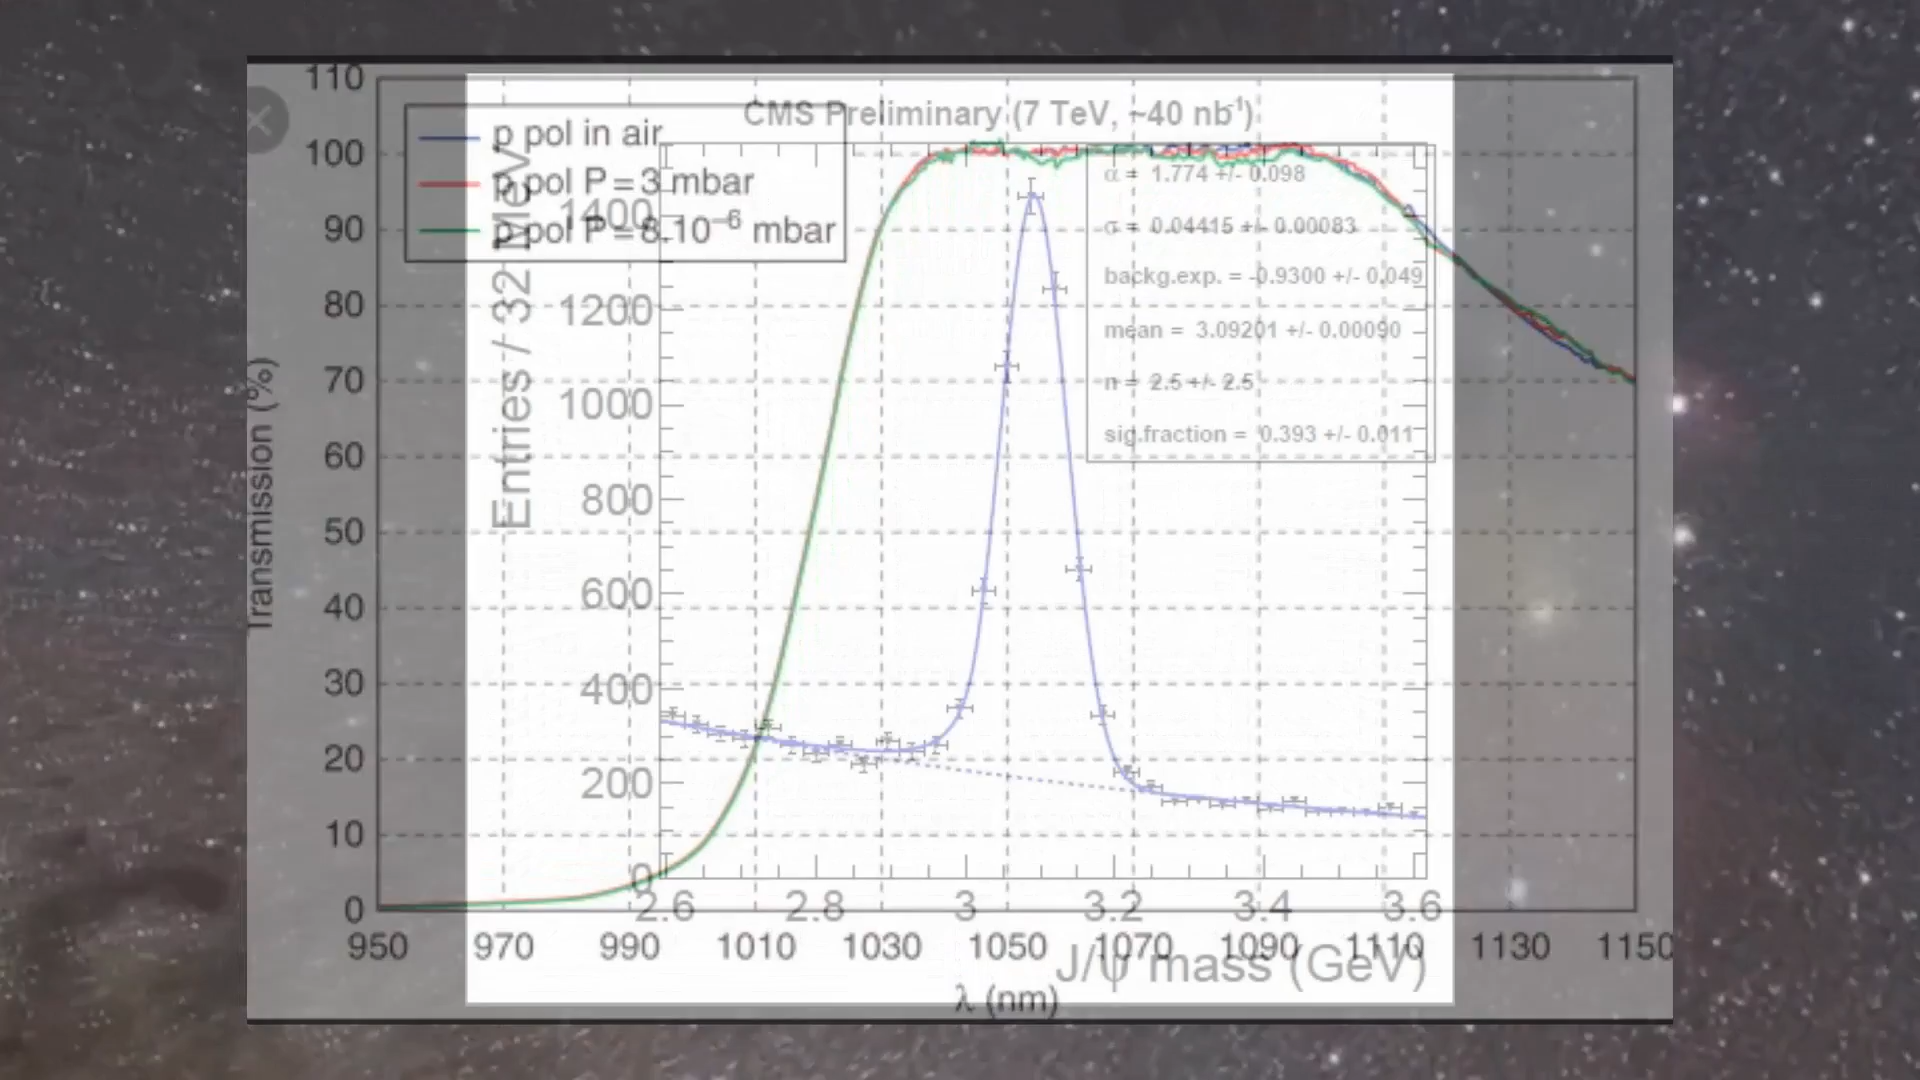 110
100
90
80
70
60
50
40
30
20
10
0
Transmission (%)
p pol in air
p pol P = 3 mbar
p pol P = 8.10⁻⁶ mbar
950 970 990 1010 1030 1050 1070 1090 1110 1130 1150
λ (nm)
CMS Preliminary (7 TeV, ~40 nb⁻¹)
Entries / 32 MeV
1400
1200
1000
800
600
400
200
0
α = 1.774 +/- 0.098
σ = 0.04415 +/- 0.00083
backg.exp. = -0.9300 +/- 0.049
mean = 3.09201 +/- 0.00090
n = 2.5 +/- 2.5
sig.fraction = 0.393 +/- 0.011
2.6 2.8 3 3.2 3.4 3.6
J/ψ mass (GeV)